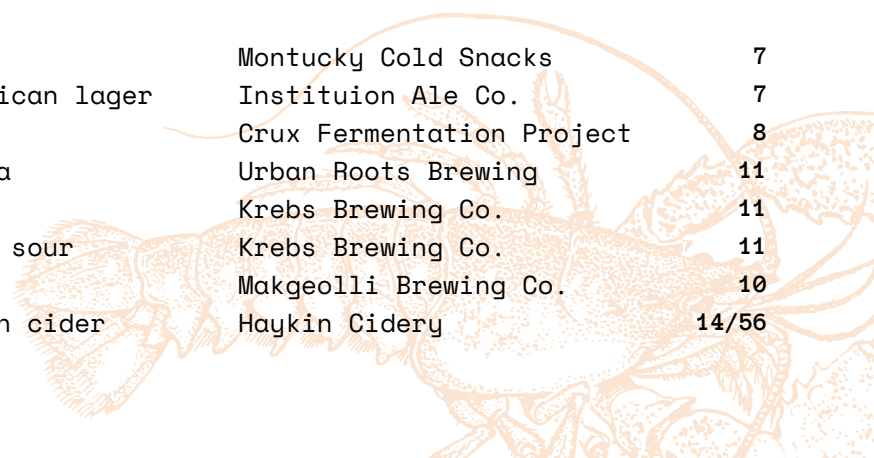 Montucky Cold Snacks 7
ican lager Instituion Ale Co. 7
Crux Fermentation Project 8
a Urban Roots Brewing 11
Krebs Brewing Co. 11
sour Krebs Brewing Co. 11
Makgeolli Brewing Co. 10
n cider Haykin Cidery 14/56